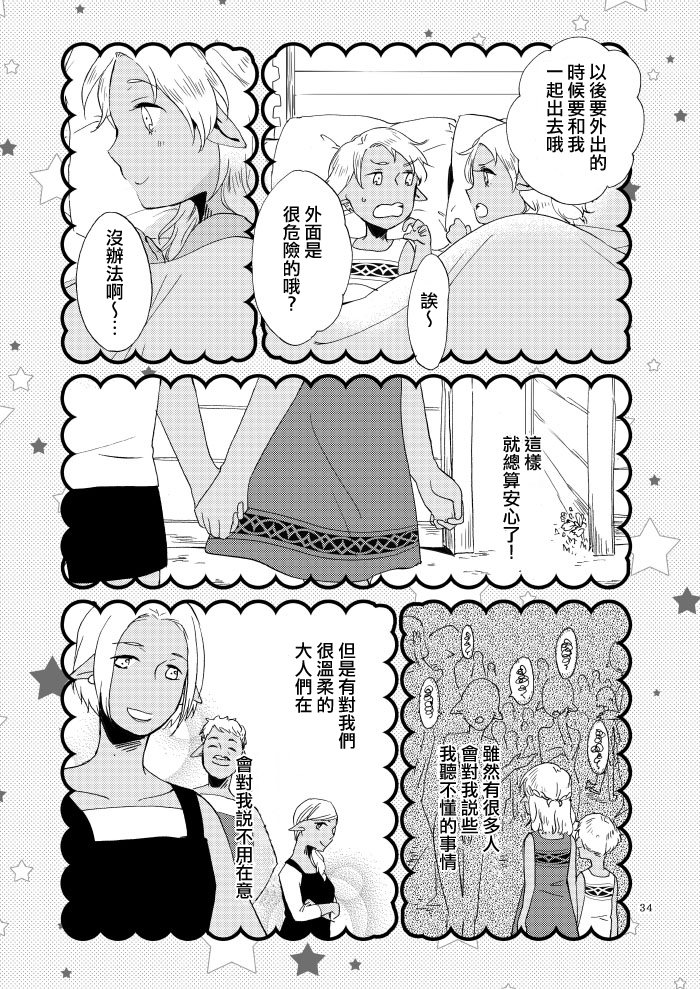 以後要外出的
時候要和我
一起出去哦
外面是
很危險的哦？
誒～
沒辦法啊～…
這樣
就總算安心了！
雖然有很多人
會對我說些
我聽不懂的事情
但是有對我們
很溫柔的
大人們在
會對我說不用在意
34